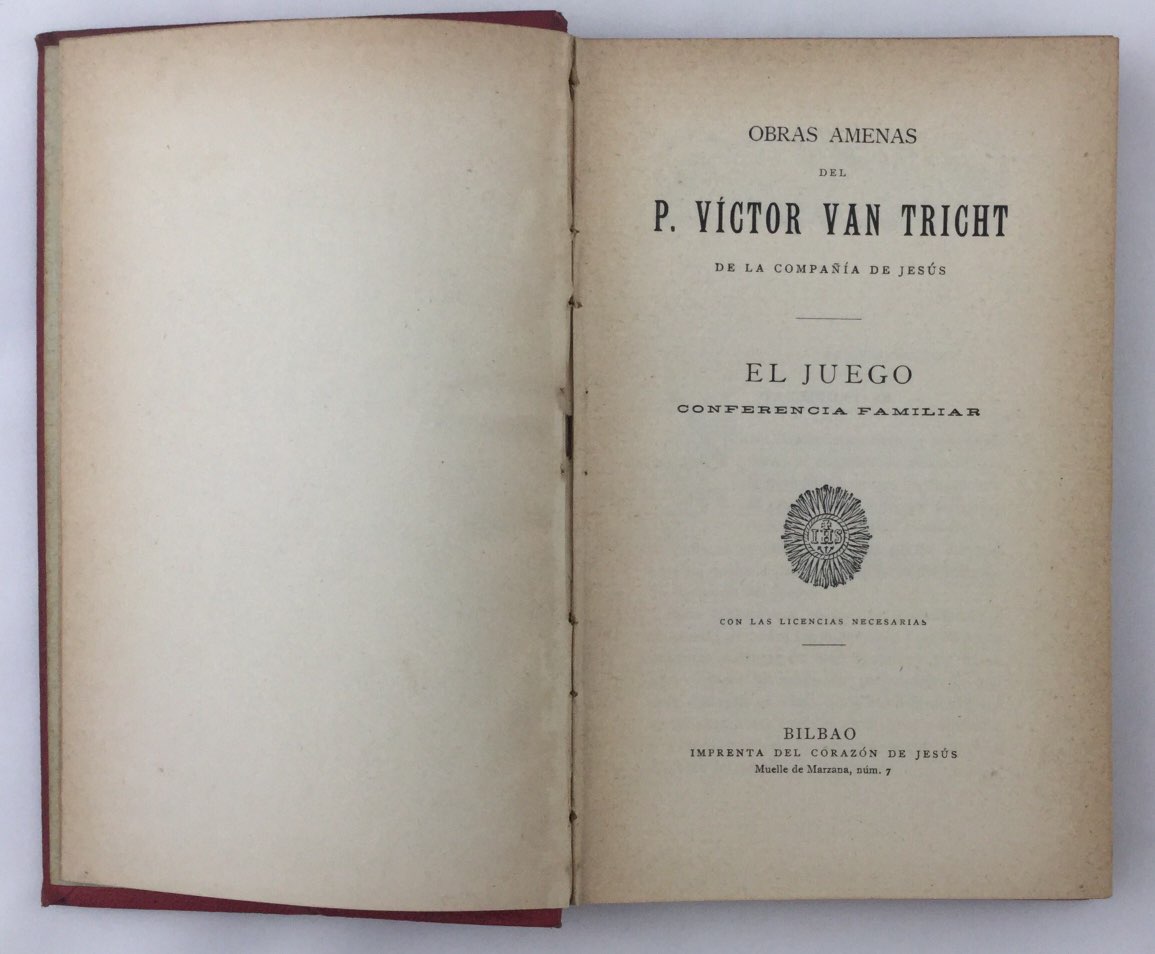 OBRAS AMENAS
DEL
P. VÍCTOR VAN TRICHT
DE LA COMPAÑÍA DE JESÚS
EL JUEGO
CONFERENCIA FAMILIAR
IHS
CON LAS LICENCIAS NECESARIAS
BILBAO
IMPRENTA DEL CORAZÓN DE JESÚS
Muelle de Marzana, núm. 7